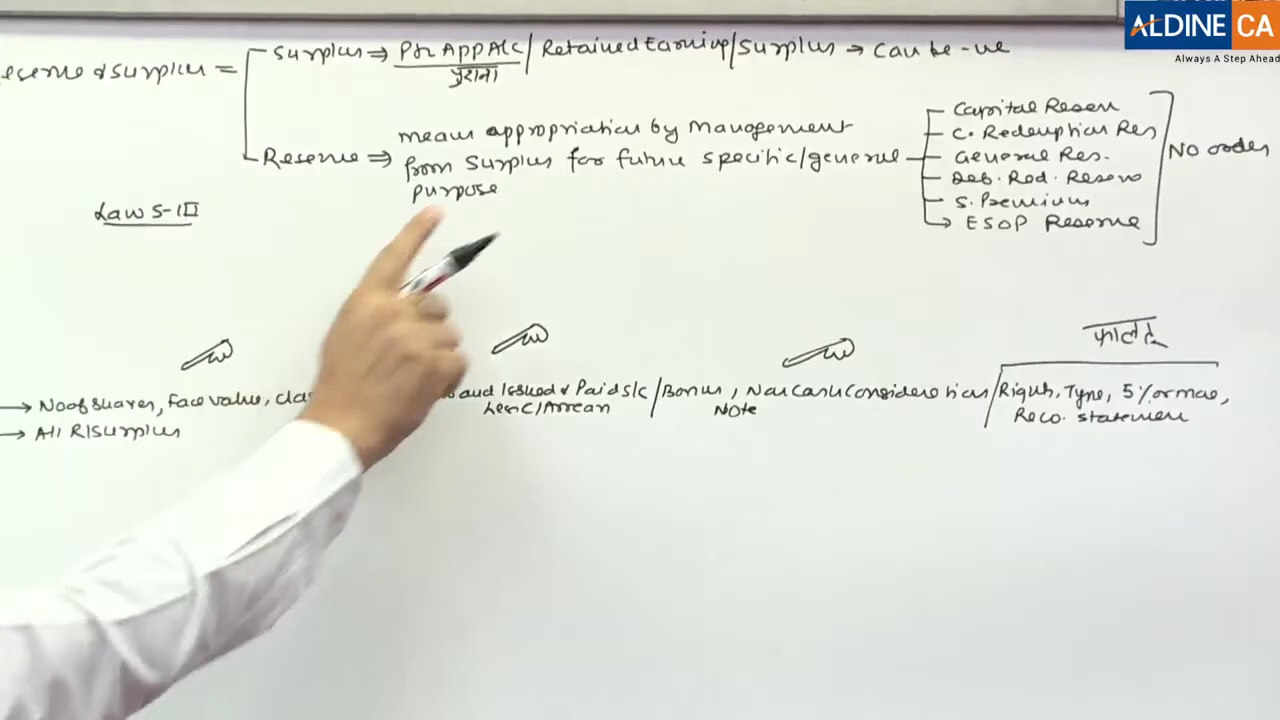 ALDINE CA
Always A Step Ahead
Surplus ⇒ P&L APP A/c / Retained Earning / Surplus → can be -ve
पुराना
& Surplus =
Reserve ⇒ means appropriation by Management
from Surplus for future specific/general
purpose
Capital Reserv
C. Redemption Res
General Res.
Deb. Red. Reserve
S. Premium
ESOP Reserve
NO order
Law S-III
फालतू
→ No of Shares, Face value, cla
and Issued & Paid S/C / Bonus, Non Cash Consideration / Rights, Type, 5% or more,
Less C/Arrear
Note
Reco. statement
→ All R/Surplus